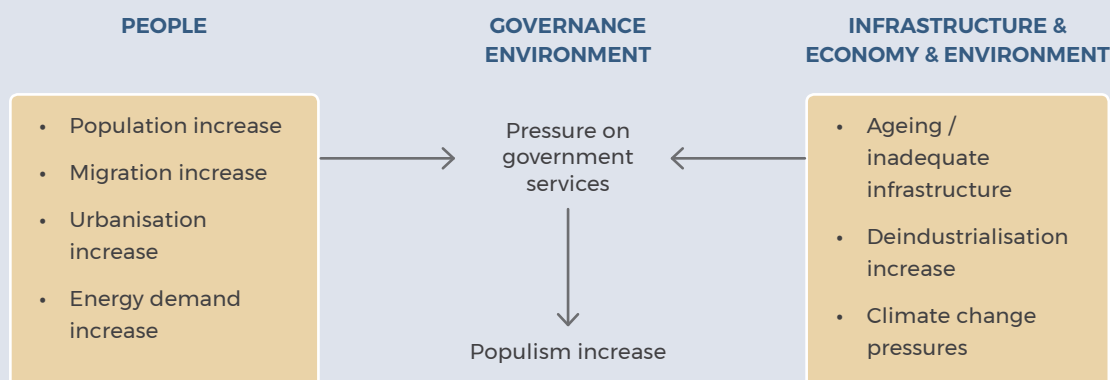 PEOPLE
• Population increase
• Migration increase
• Urbanisation
increase
• Energy demand
increase
GOVERNANCE
ENVIRONMENT
Pressure on
government
services
Populism increase
INFRASTRUCTURE &
ECONOMY & ENVIRONMENT
• Ageing /
inadequate
infrastructure
• Deindustrialisation
increase
• Climate change
pressures